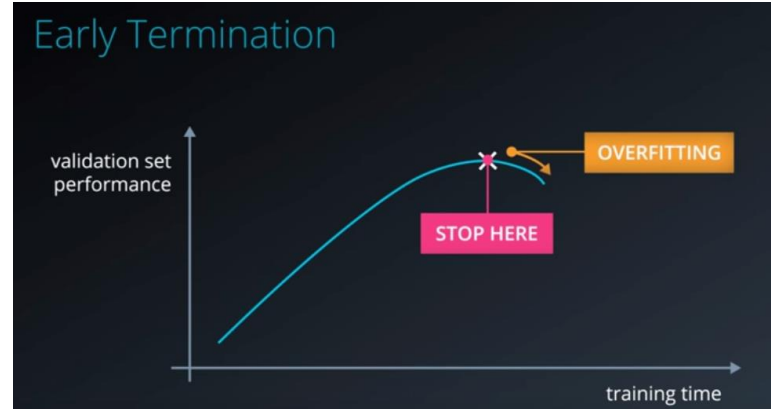 Early Termination
validation set
performance
OVERFITTING
STOP HERE
training time